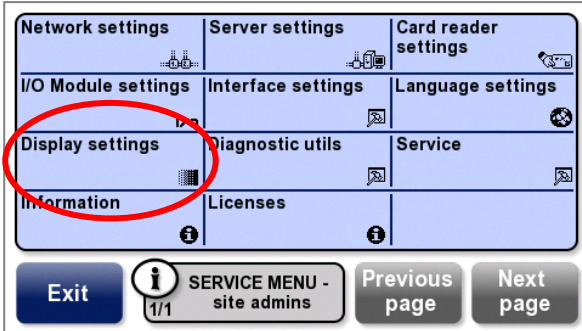 Network settings
Server settings
Card reader
settings
I/O Module settings
Interface settings
Language settings
Display settings
Diagnostic utils
Service
Information
Licenses
Exit
i
1/1
SERVICE MENU -
site admins
Previous
page
Next
page